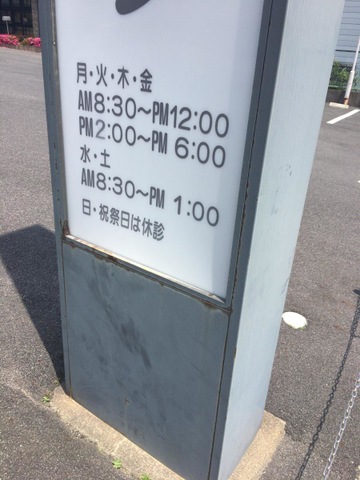 月・火・木・金
AM8:30～PM12:00
PM2:00～PM 6:00
水・土
AM8:30～PM 1:00
日・祝祭日は休診